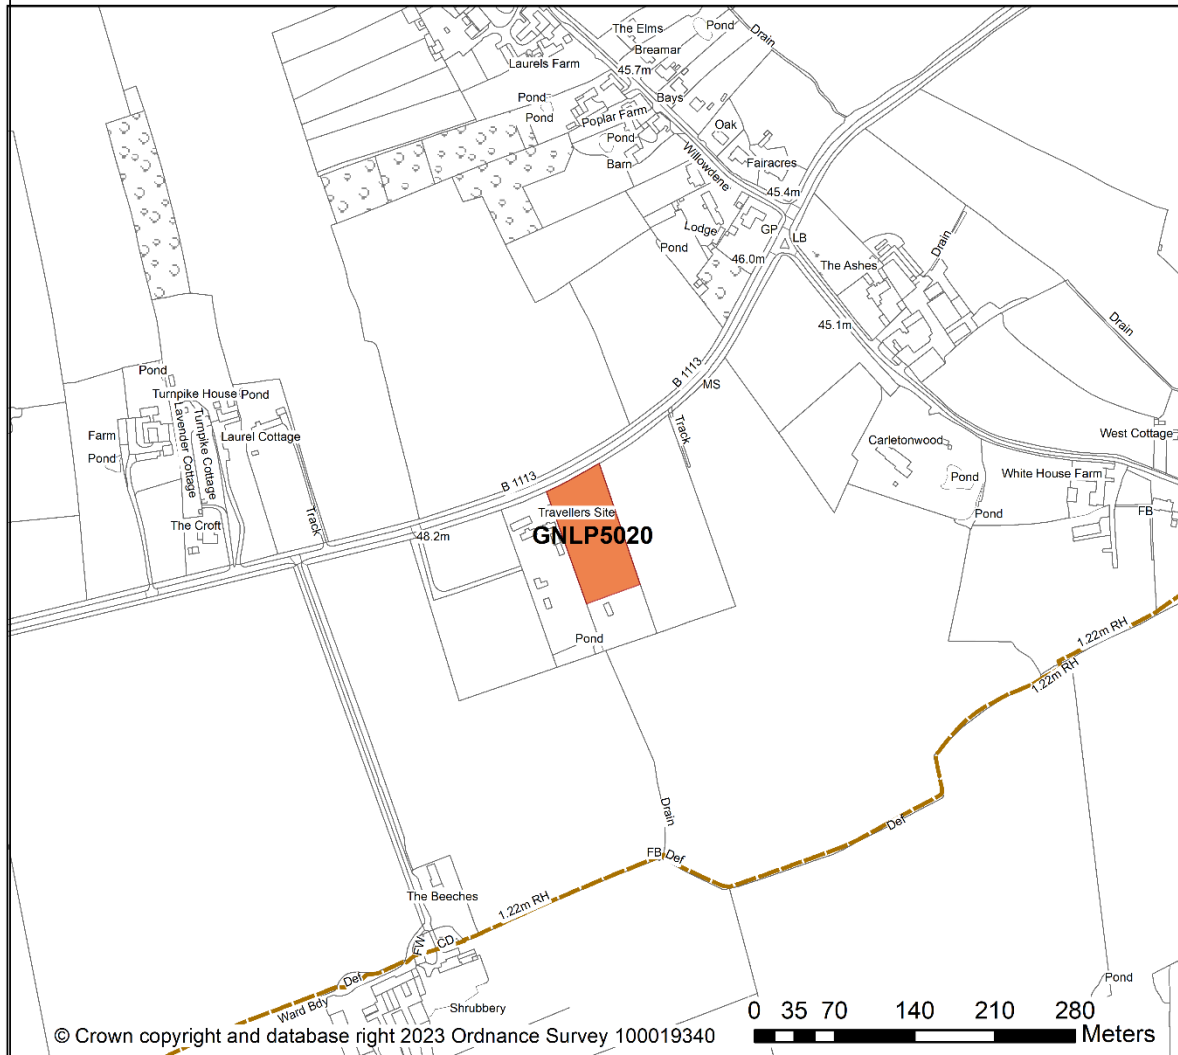 The Elms
Pond
Drain
Breamar
Laurels Farm
45.7m
Pond
Bays
Pond
Poplar Farm
Oak
Pond
Barn
Fairacres
Willowdene
45.4m
Lodge
GP
LB
Drain
Pond
46.0m
The Ashes
45.1m
Drain
B 1113
MS
Pond
Turnpike House
Pond
Lavender Cottage
Turnpike Cottage
Farm
Laurel Cottage
Pond
Track
Carletonwood
West Cottage
White House Farm
Pond
B 1113
Travellers Site
GNLP5020
Pond
FB
The Croft
Track
48.2m
Pond
1.22m RH
1.22m RH
Drain
Def
FB
Def
The Beeches
1.22m RH
FW
CD
Def
Ward Bdy
Shrubbery
Pond
0 35 70 140 210 280
Meters
© Crown copyright and database right 2023 Ordnance Survey 100019340